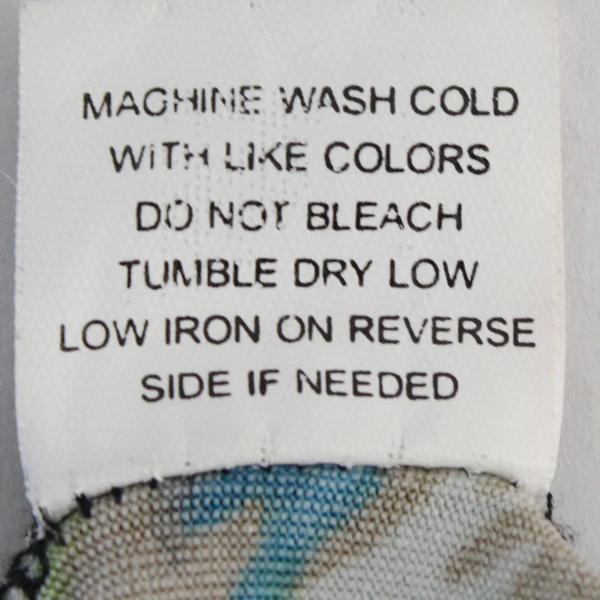 MACHINE WASH COLD
WITH LIKE COLORS
DO NOT BLEACH
TUMBLE DRY LOW
LOW IRON ON REVERSE
SIDE IF NEEDED